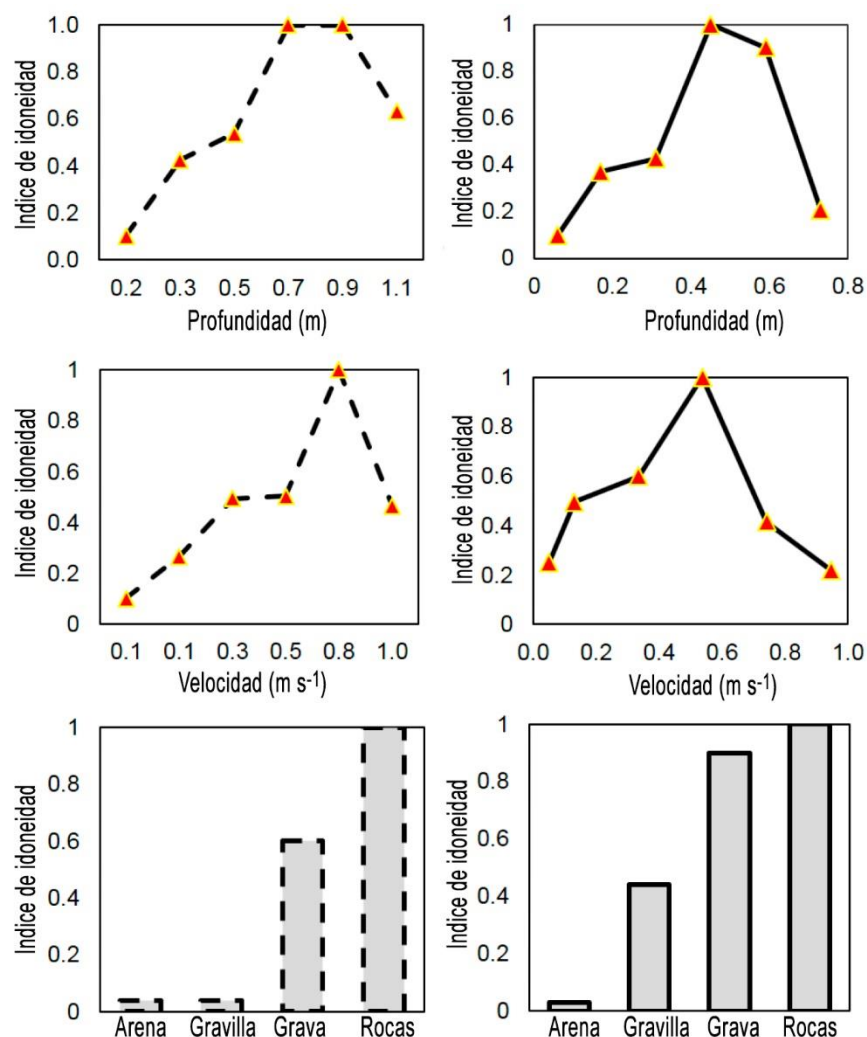 Indice de idoneidad
1.0
0.8
0.6
0.4
0.2
0.0
0.2 0.3 0.5 0.7 0.9 1.1
Profundidad (m)
Indice de idoneidad
1
0.8
0.6
0.4
0.2
0
0 0.2 0.4 0.6 0.8
Profundidad (m)
Indice de idoneidad
1
0.8
0.6
0.4
0.2
0
0.1 0.1 0.3 0.5 0.8 1.0
Velocidad (m s-1)
Indice de idoneidad
1
0.8
0.6
0.4
0.2
0
0.0 0.2 0.4 0.6 0.8 1.0
Velocidad (m s-1)
Indice de idoneidad
1
0.8
0.6
0.4
0.2
0
Arena Gravilla Grava Rocas
Indice de idoneidad
1
0.8
0.6
0.4
0.2
0
Arena Gravilla Grava Rocas